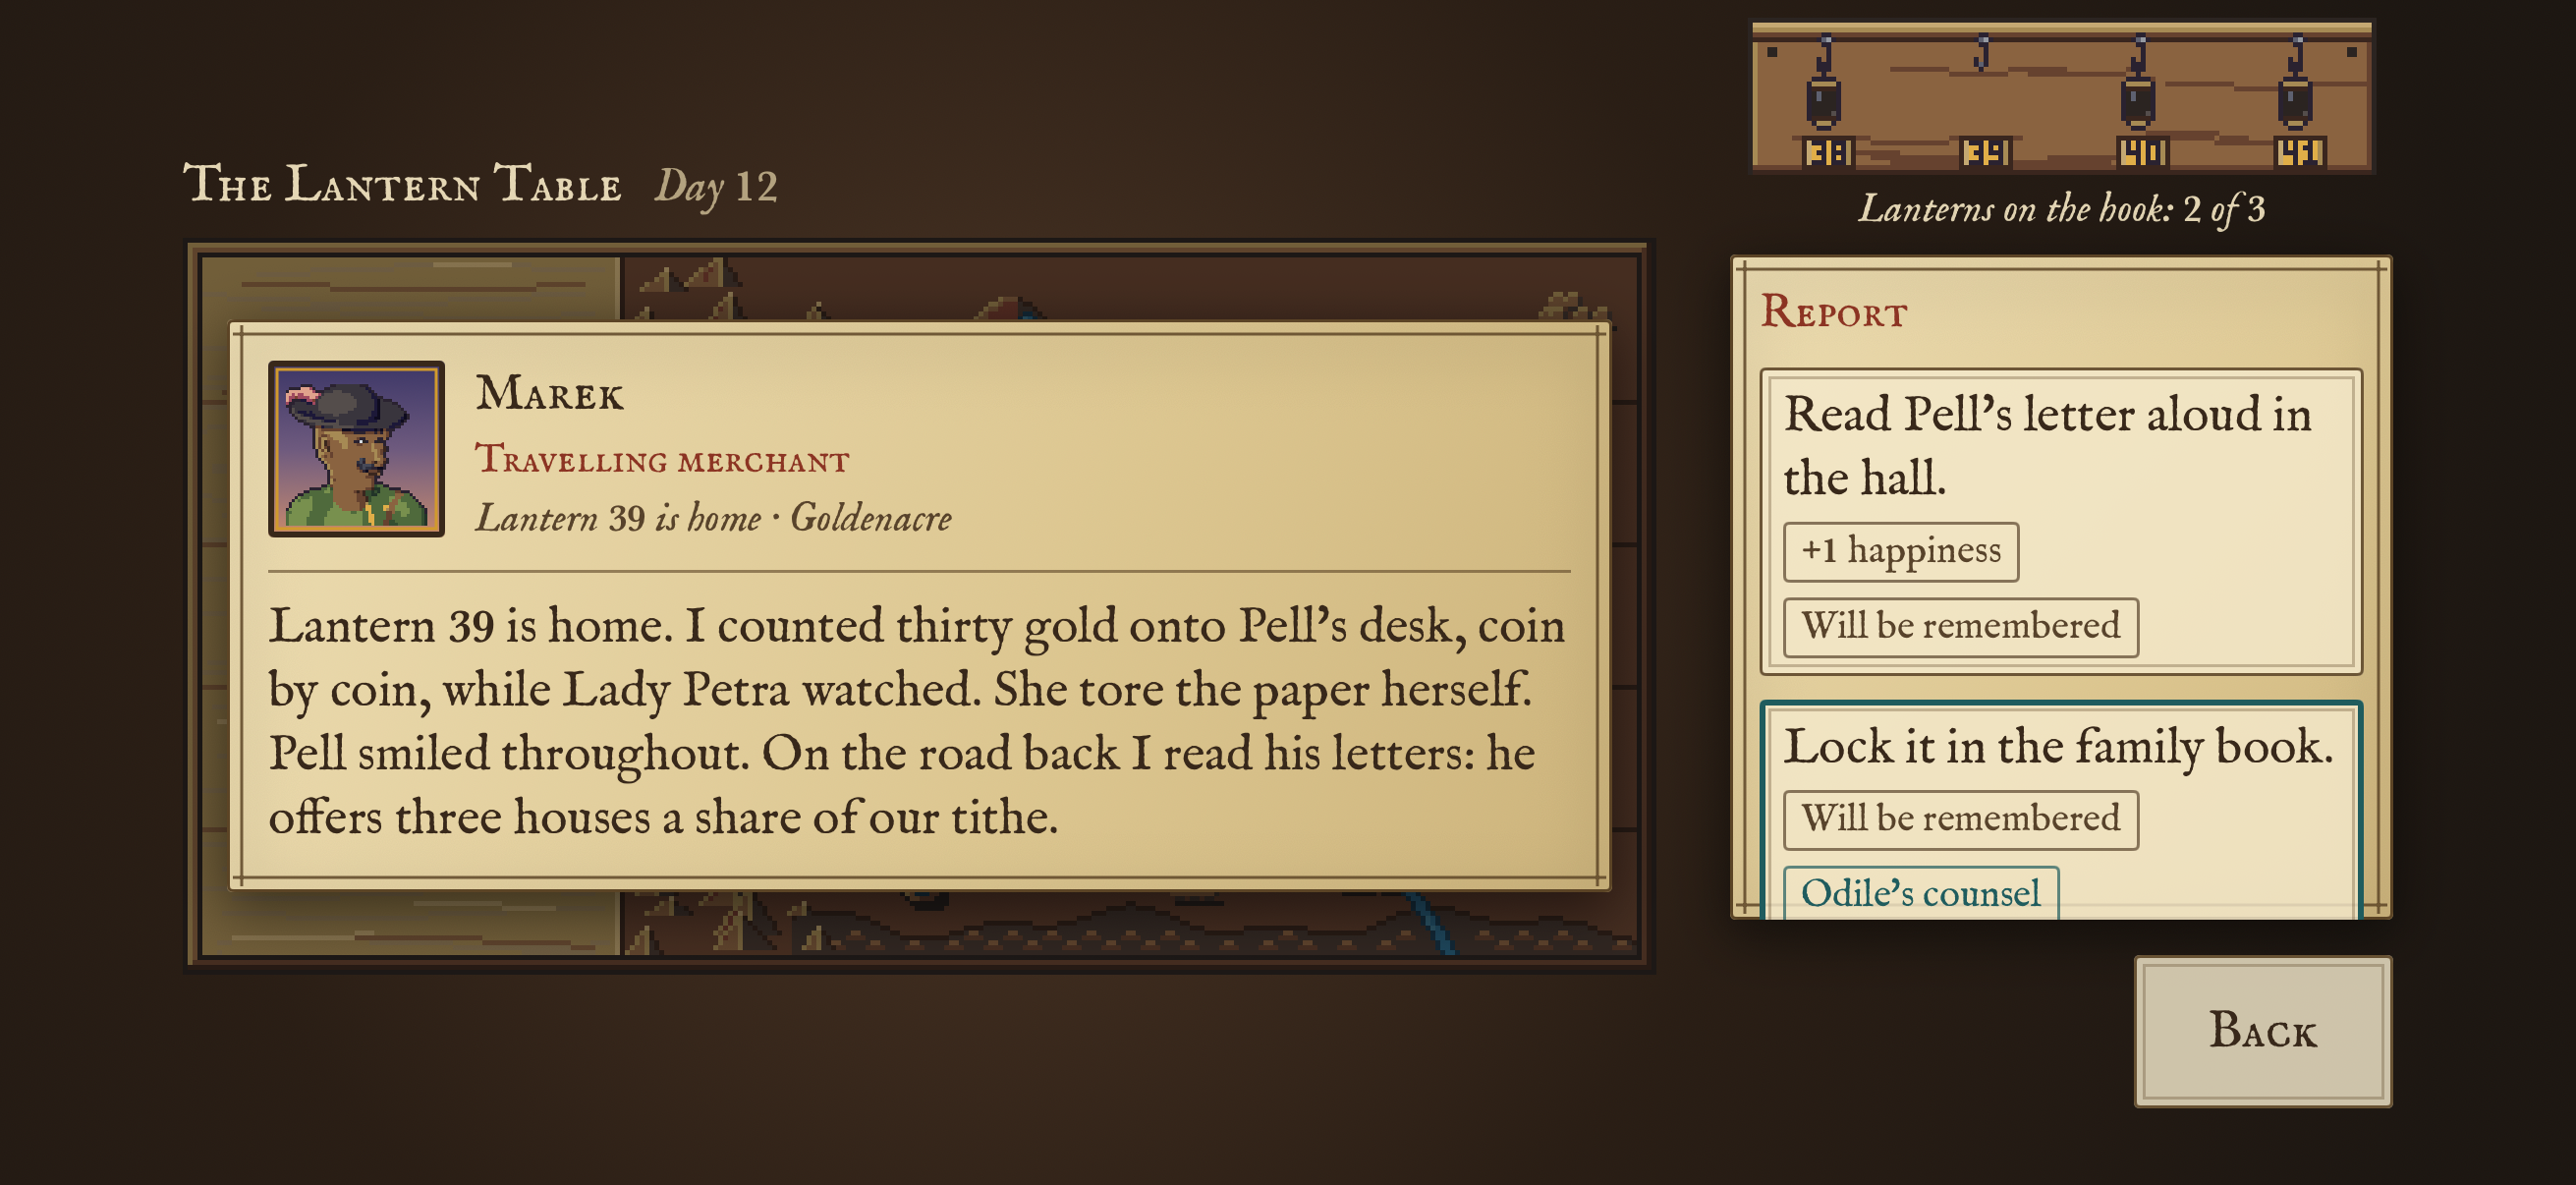 38
39
40
41
Lanterns on the hook: 2 of 3
The Lantern Table Day 12
Marek
Travelling merchant
Lantern 39 is home · Goldenacre
Lantern 39 is home. I counted thirty gold onto Pell’s desk, coin
by coin, while Lady Petra watched. She tore the paper herself.
Pell smiled throughout. On the road back I read his letters: he
offers three houses a share of our tithe.
Report
Read Pell’s letter aloud in
the hall.
+1 happiness
Will be remembered
Lock it in the family book.
Will be remembered
Odile’s counsel
Back